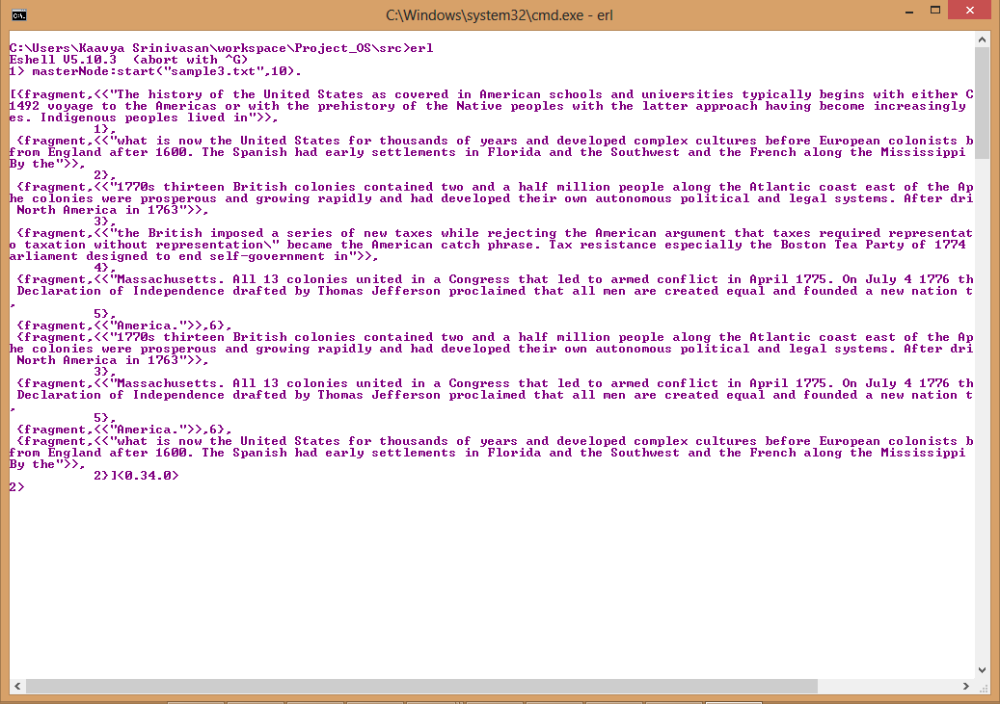 C:\Windows\system32\cmd.exe - erl
C:\Users\Kaavya Srinivasan\workspace\Project_OS\src>erl
Eshell V5.10.3  (abort with ^G)
1> masterNode:start("sample3.txt",10).
[{fragment,<<"The history of the United States as covered in American schools and universities typically begins with either C
1492 voyage to the Americas or with the prehistory of the Native peoples with the latter approach having become increasingly
es. Indigenous peoples lived in">>,
1},
{fragment,<<"what is now the United States for thousands of years and developed complex cultures before European colonists b
from England after 1600. The Spanish had early settlements in Florida and the Southwest and the French along the Mississippi
By the">>,
2},
{fragment,<<"1770s thirteen British colonies contained two and a half million people along the Atlantic coast east of the Ap
he colonies were prosperous and growing rapidly and had developed their own autonomous political and legal systems. After dri
North America in 1763">>,
3},
{fragment,<<"the British imposed a series of new taxes while rejecting the American argument that taxes required representat
o taxation without representation\" became the American catch phrase. Tax resistance especially the Boston Tea Party of 1774
arliament designed to end self-government in">>,
4},
{fragment,<<"Massachusetts. All 13 colonies united in a Congress that led to armed conflict in April 1775. On July 4 1776 th
Declaration of Independence drafted by Thomas Jefferson proclaimed that all men are created equal and founded a new nation t
,
5},
{fragment,<<"America.">>,6},
{fragment,<<"1770s thirteen British colonies contained two and a half million people along the Atlantic coast east of the Ap
he colonies were prosperous and growing rapidly and had developed their own autonomous political and legal systems. After dri
North America in 1763">>,
3},
{fragment,<<"Massachusetts. All 13 colonies united in a Congress that led to armed conflict in April 1775. On July 4 1776 th
Declaration of Independence drafted by Thomas Jefferson proclaimed that all men are created equal and founded a new nation t
,
5},
{fragment,<<"America.">>,6},
{fragment,<<"what is now the United States for thousands of years and developed complex cultures before European colonists b
from England after 1600. The Spanish had early settlements in Florida and the Southwest and the French along the Mississippi
By the">>,
2}]<0.34.0>
2>